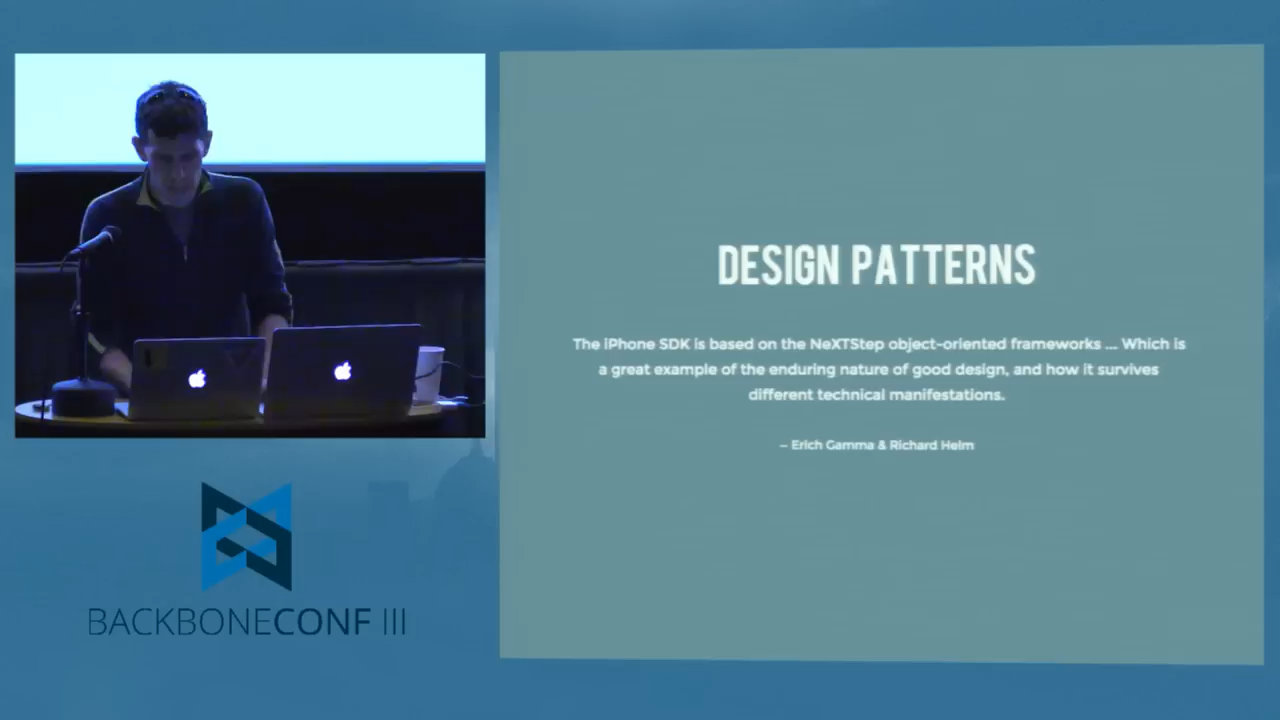 DESIGN PATTERNS
The iPhone SDK is based on the NeXTStep object-oriented frameworks ... Which is
a great example of the enduring nature of good design, and how it survives
different technical manifestations.
– Erich Gamma & Richard Helm
BACKBONECONF III